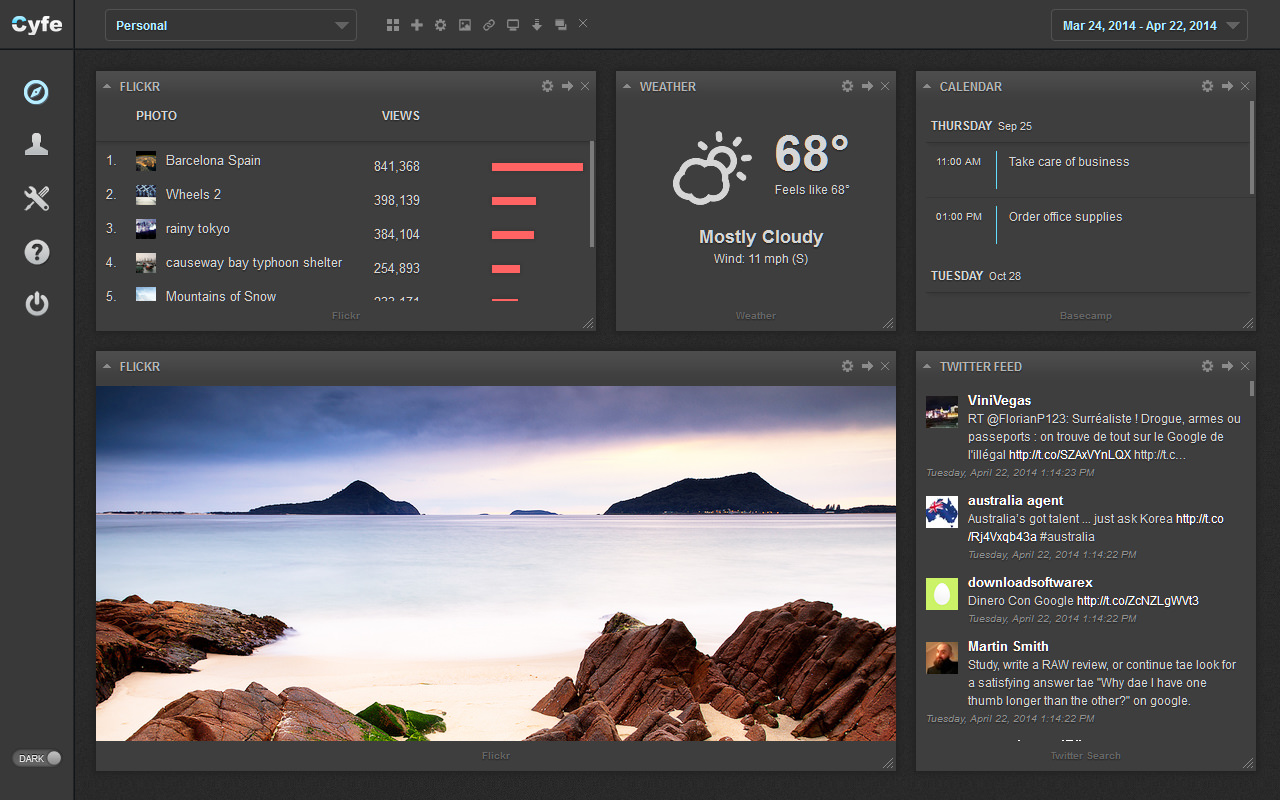 Cyfe
Personal
Mar 24, 2014 - Apr 22, 2014
FLICKR
PHOTO VIEWS
1. Barcelona Spain 841,368
2. Wheels 2 398,139
3. rainy tokyo 384,104
4. causeway bay typhoon shelter 254,893
5. Mountains of Snow
Flickr
WEATHER
68°
Feels like 68°
Mostly Cloudy
Wind: 11 mph (S)
Weather
CALENDAR
THURSDAY Sep 25
11:00 AM Take care of business
01:00 PM Order office supplies
TUESDAY Oct 28
Basecamp
FLICKR
Flickr
TWITTER FEED
ViniVegas
RT @FlorianP123: Surréaliste ! Drogue, armes ou
passeports : on trouve de tout sur le Google de
l'illégal http://t.co/SZAxVYnLQX http://t.c...
Tuesday, April 22, 2014 1:14:23 PM
australia agent
Australia's got talent ... just ask Korea http://t.co
/Rj4Vxqb43a #australia
Tuesday, April 22, 2014 1:14:22 PM
downloadsoftwarex
Dinero Con Google http://t.co/ZcNZLgWVt3
Tuesday, April 22, 2014 1:14:22 PM
Martin Smith
Study, write a RAW review, or continue tae look for
a satisfying answer tae "Why dae I have one
thumb longer than the other?" on google.
Tuesday, April 22, 2014 1:14:22 PM
Twitter Search
DARK